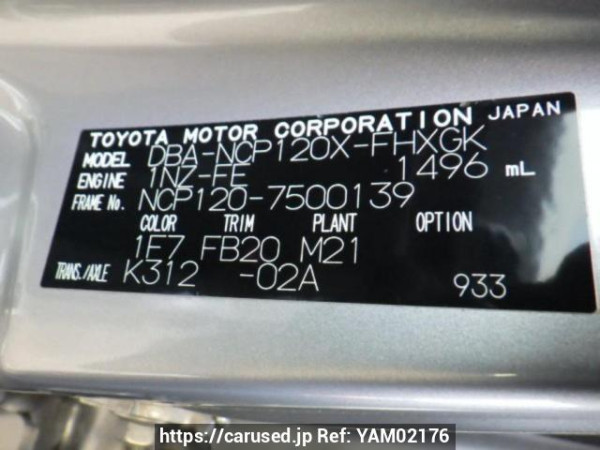 TOYOTA MOTOR CORPORATION JAPAN
MODEL DBA-NCP120X-FHXGK
ENGINE 1NZ-FE 1496 mL
FRAME No. NCP120-7500139
COLOR TRIM PLANT OPTION
1E7 FB20 M21
TRANS./AXLE K312 -02A
933
https://carused.jp Ref: YAM02176